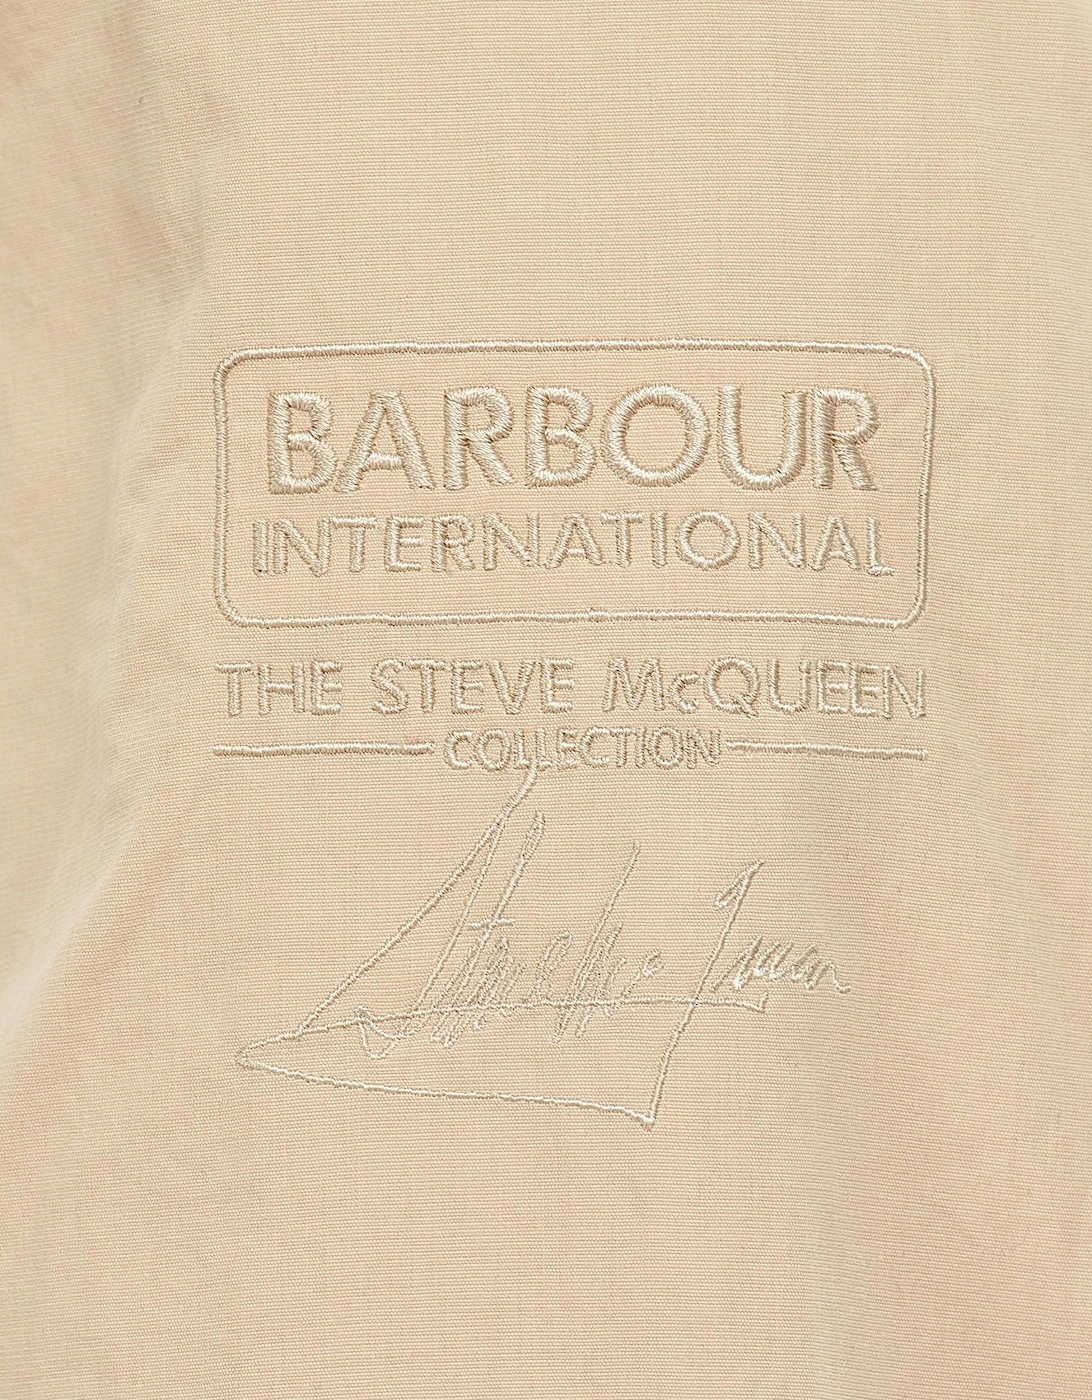 BARBOUR
INTERNATIONAL
THE STEVE McQUEEN
COLLECTION